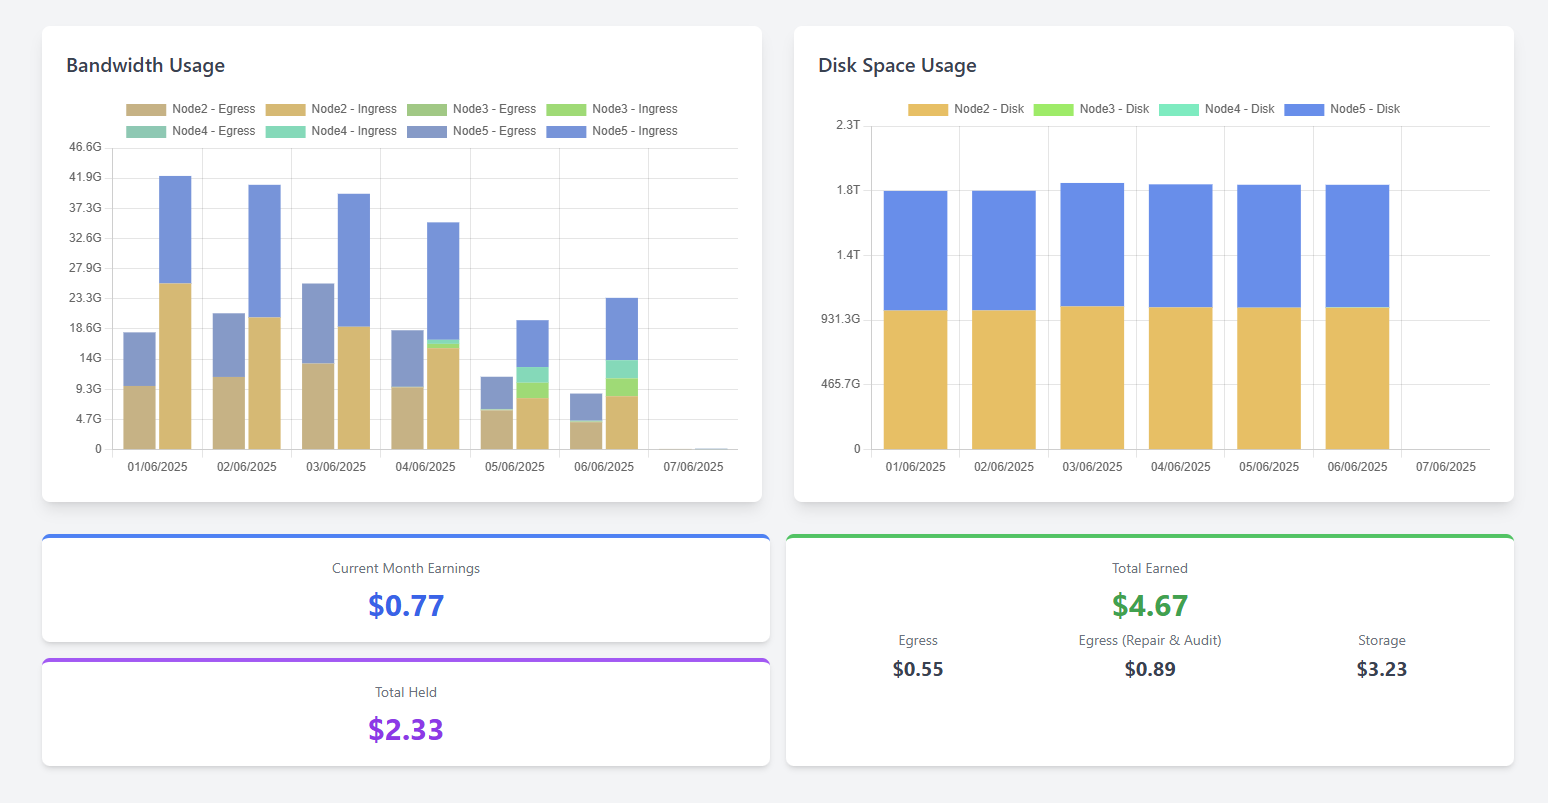 Bandwidth Usage
Node2 - Egress Node2 - Ingress Node3 - Egress Node3 - Ingress
Node4 - Egress Node4 - Ingress Node5 - Egress Node5 - Ingress
46.6G
41.9G
37.3G
32.6G
27.9G
23.3G
18.6G
14G
9.3G
4.7G
0
01/06/2025 02/06/2025 03/06/2025 04/06/2025 05/06/2025 06/06/2025 07/06/2025
Disk Space Usage
Node2 - Disk Node3 - Disk Node4 - Disk Node5 - Disk
2.3T
1.8T
1.4T
931.3G
465.7G
0
01/06/2025 02/06/2025 03/06/2025 04/06/2025 05/06/2025 06/06/2025 07/06/2025
Current Month Earnings
$0.77
Total Held
$2.33
Total Earned
$4.67
Egress Egress (Repair & Audit) Storage
$0.55 $0.89 $3.23